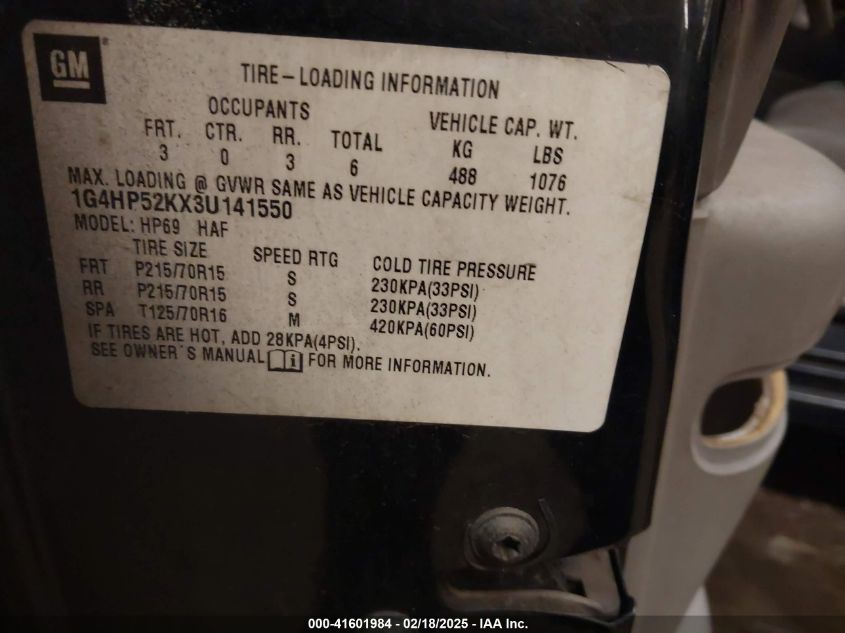 GM
TIRE-LOADING INFORMATION
OCCUPANTS VEHICLE CAP. WT.
FRT. CTR. RR. TOTAL KG LBS
3 0 3 6 488 1076
MAX. LOADING @ GVWR SAME AS VEHICLE CAPACITY WEIGHT.
1G4HP52KX3U141550
MODEL: HP69 HAF
TIRE SIZE SPEED RTG COLD TIRE PRESSURE
FRT P215/70R15 S 230KPA(33PSI)
RR P215/70R15 S 230KPA(33PSI)
SPA T125/70R16 M 420KPA(60PSI)
IF TIRES ARE HOT, ADD 28KPA(4PSI).
SEE OWNER'S MANUAL FOR MORE INFORMATION.
000-41601984 - 02/18/2025 - IAA Inc.